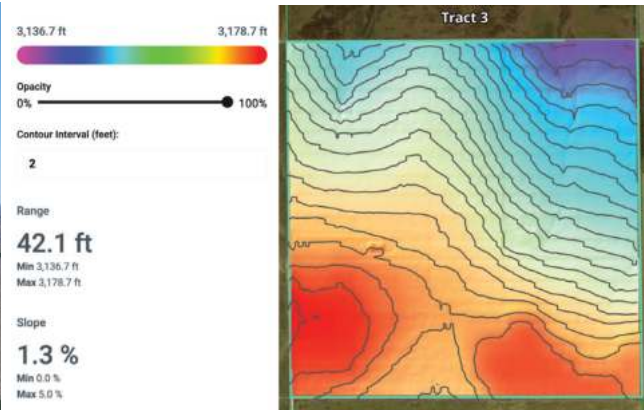 Tract 3
3,136.7 ft 3,178.7 ft
Opacity
0% 100%
Contour Interval (feet):
2
Range
42.1 ft
Min 3,136.7 ft
Max 3,178.7 ft
Slope
1.3 %
Min 0.0 %
Max 5.0 %